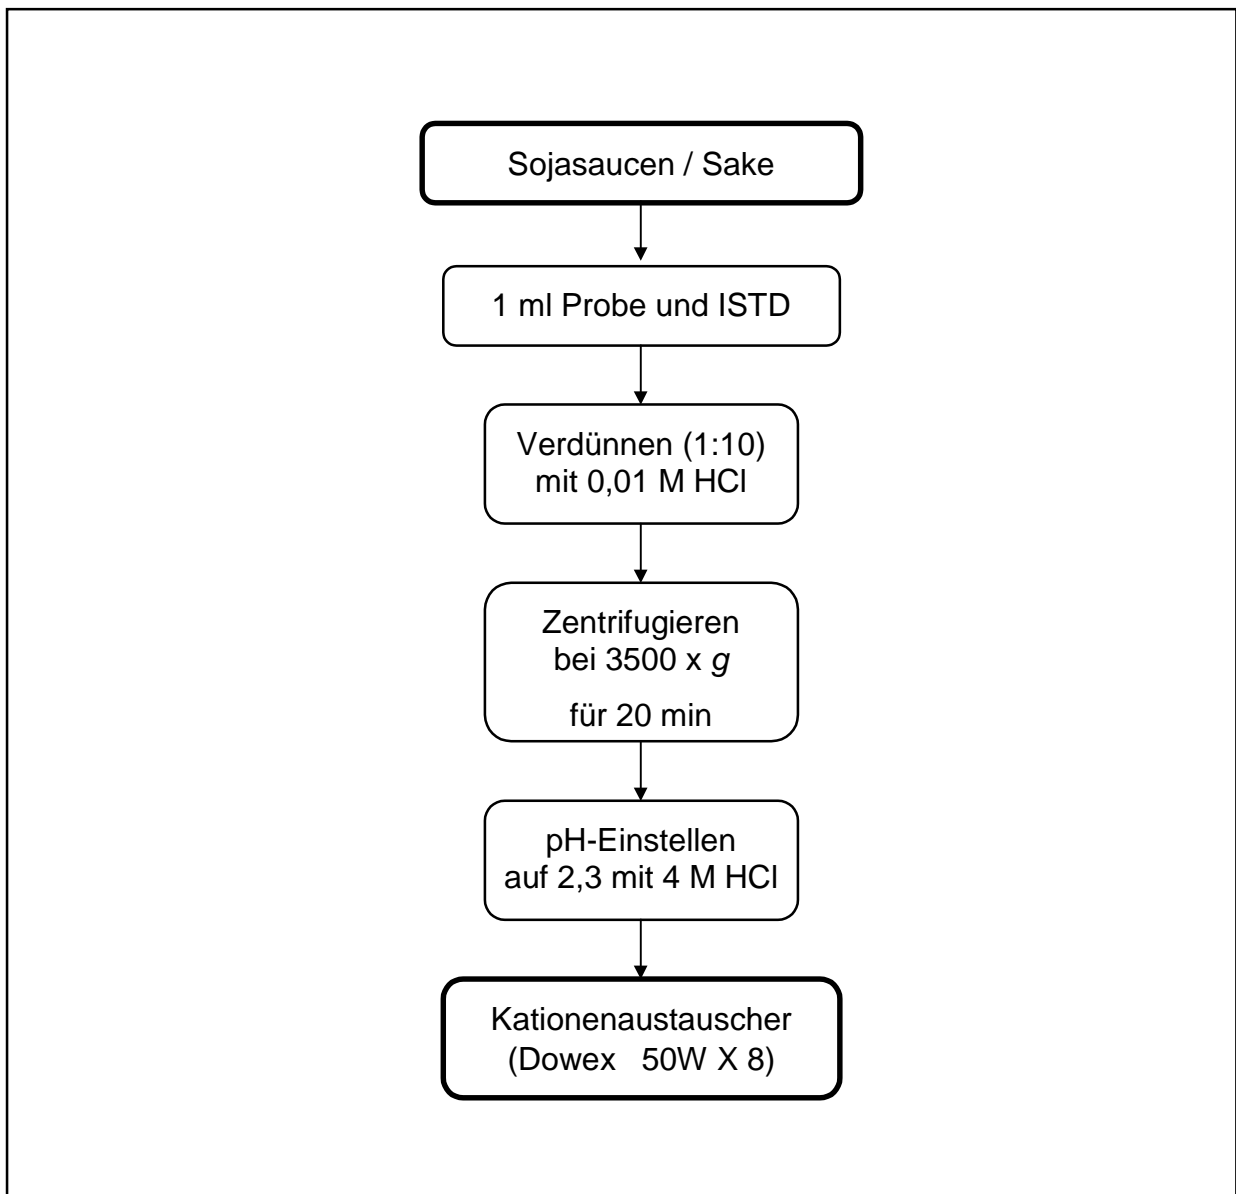 Sojasaucen / Sake
1 ml Probe und ISTD
Verdünnen (1:10)
mit 0,01 M HCl
Zentrifugieren
bei 3500 x g
für 20 min
pH-Einstellen
auf 2,3 mit 4 M HCl
Kationenaustauscher
(Dowex 50W X 8)